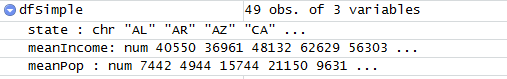 dfSimple 49 obs. of 3 variables
state : chr "AL" "AR" "AZ" "CA" ...
meanIncome: num 40550 36961 48132 62629 56303 ...
meanPop : num 7442 4944 15744 21150 9631 ...